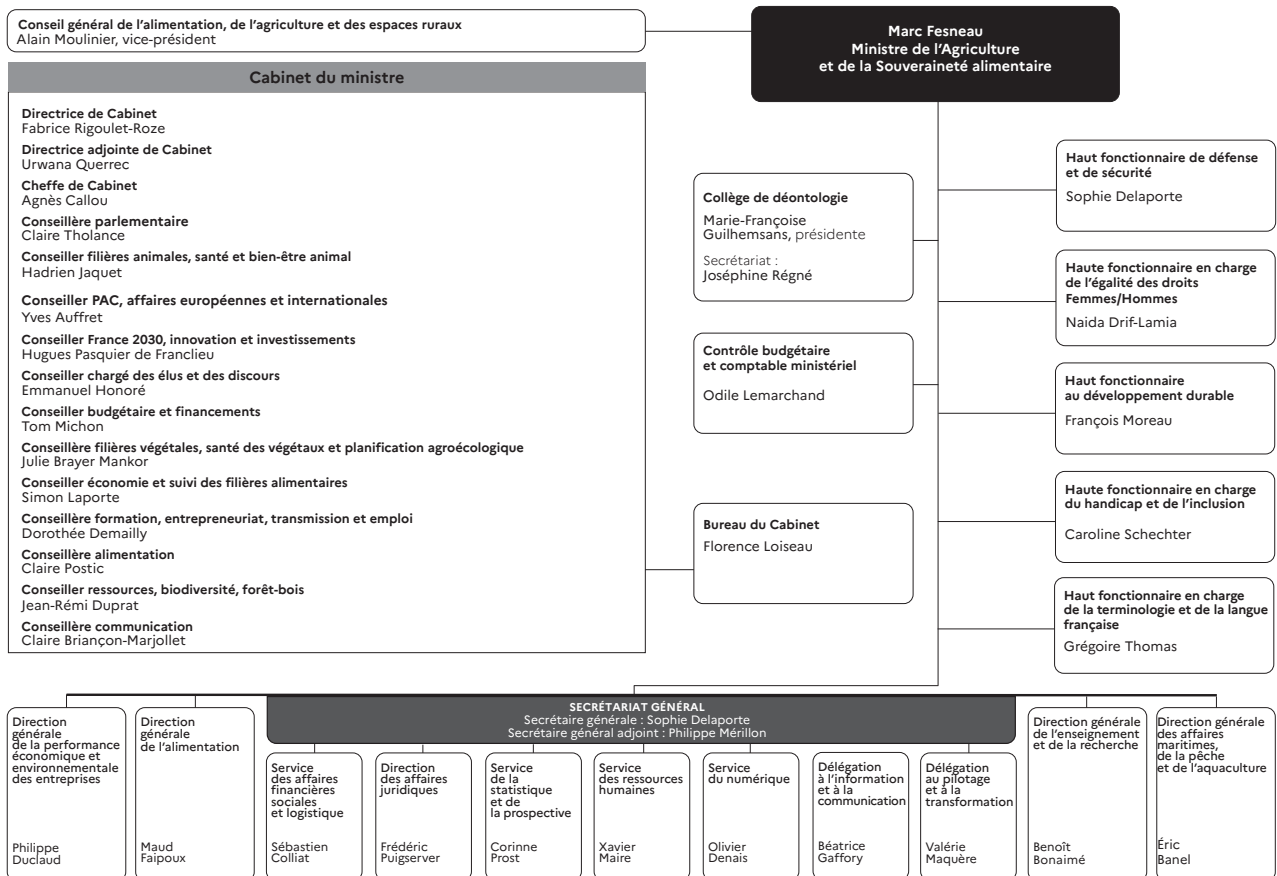 Conseil général de l'alimentation, de l'agriculture et des espaces ruraux
Alain Moulinier, vice-président
Marc Fesneau
Ministre de l'Agriculture
et de la Souveraineté alimentaire
Cabinet du ministre
Directrice de Cabinet
Fabrice Rigoulet-Roze
Directrice adjointe de Cabinet
Urwana Querrec
Cheffe de Cabinet
Agnès Callou
Conseillère parlementaire
Claire Tholance
Conseiller filières animales, santé et bien-être animal
Hadrien Jaquet
Conseiller PAC, affaires européennes et internationales
Yves Auffret
Conseiller France 2030, innovation et investissements
Hugues Pasquier de Franclieu
Conseiller chargé des élus et des discours
Emmanuel Honoré
Conseiller budgétaire et financements
Tom Michon
Conseillère filières végétales, santé des végétaux et planification agroécologique
Julie Brayer Mankor
Conseiller économie et suivi des filières alimentaires
Simon Laporte
Conseillère formation, entrepreneuriat, transmission et emploi
Dorothée Demailly
Conseillère alimentation
Claire Postic
Conseiller ressources, biodiversité, forêt-bois
Jean-Rémi Duprat
Conseillère communication
Claire Briançon-Marjollet
Collège de déontologie
Marie-Françoise
Guilhemsans, présidente
Secrétariat :
Joséphine Régné
Contrôle budgétaire
et comptable ministériel
Odile Lemarchand
Bureau du Cabinet
Florence Loiseau
Haut fonctionnaire de défense
et de sécurité
Sophie Delaporte
Haute fonctionnaire en charge
de l'égalité des droits
Femmes/Hommes
Naida Drif-Lamia
Haut fonctionnaire
au développement durable
François Moreau
Haute fonctionnaire en charge
du handicap et de l'inclusion
Caroline Schechter
Haut fonctionnaire en charge
de la terminologie et de la langue
française
Grégoire Thomas
SECRÉTARIAT GÉNÉRAL
Secrétaire générale : Sophie Delaporte
Secrétaire général adjoint : Philippe Mérillon
Direction
générale
de la performance
économique et
environnementale
des entreprises
Philippe
Duclaud
Direction
générale
de l'alimentation
Maud
Faipoux
Service
des affaires
financières
sociales
et logistique
Sébastien
Colliat
Direction
des affaires
juridiques
Frédéric
Puigserver
Service
de la
statistique
et de
la prospective
Corinne
Prost
Service
des ressources
humaines
Xavier
Maire
Service
du numérique
Olivier
Denais
Délégation
à l'information
et à la
communication
Béatrice
Gaffory
Délégation
au pilotage
et à la
transformation
Valérie
Maquère
Direction générale
de l'enseignement
et de la recherche
Benoît
Bonaimé
Direction générale
des affaires
maritimes,
de la pêche
et de l'aquaculture
Éric
Banel